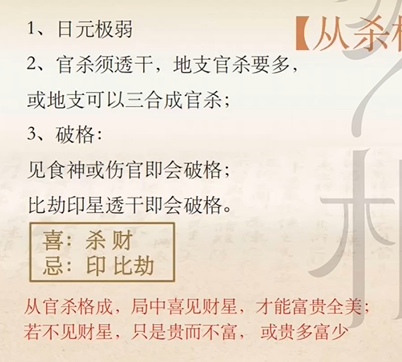 【从杀格
1、日元极弱
2、官杀须透干，地支官杀要多，
或地支可以三合成官杀；
3、破格：
见食神或伤官即会破格；
比劫印星透干即会破格。
喜：杀 财
忌：印 比劫
从官杀格成，局中喜见财星，才能富贵全美；
若不见财星，只是贵而不富， 或贵多富少